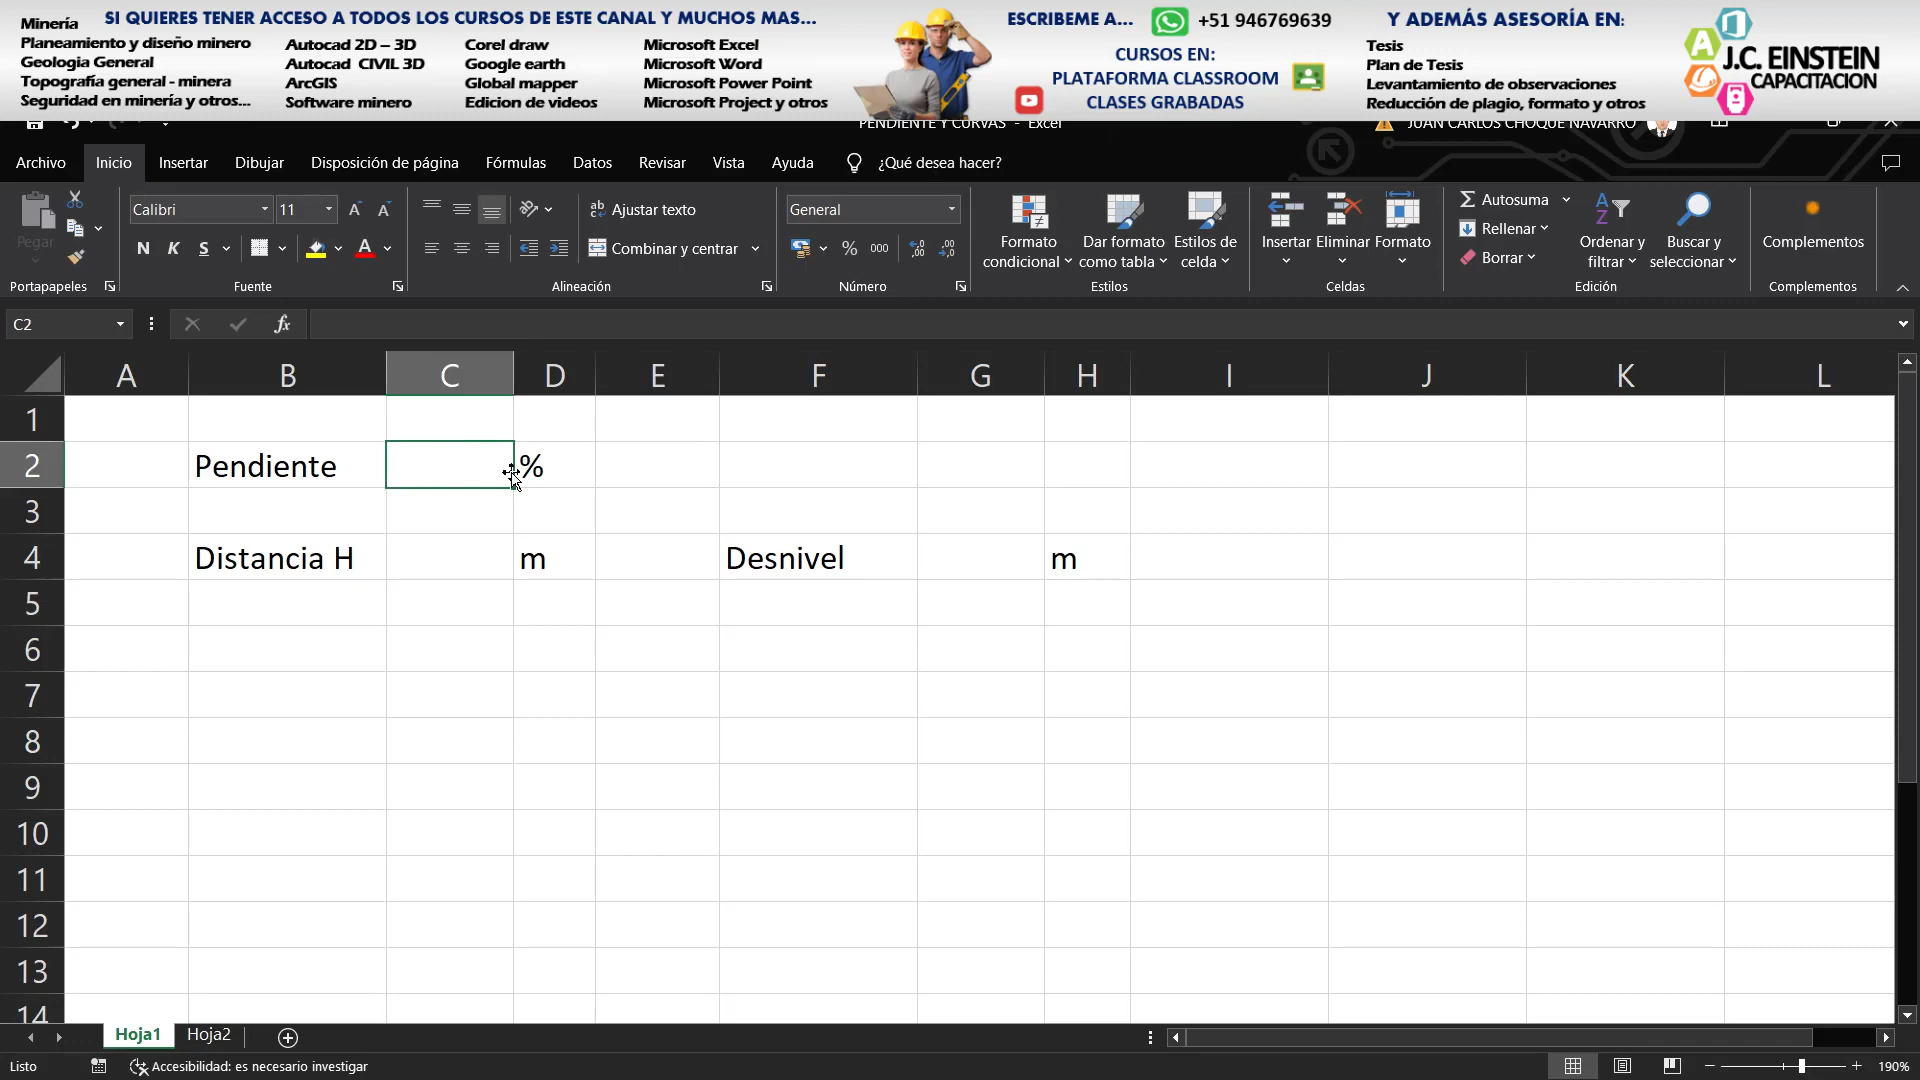 SI QUIERES TENER ACCESO A TODOS LOS CURSOS DE ESTE CANAL Y MUCHOS MAS...
Minería
Planeamiento y diseño minero
Geologia General
Topografía general - minera
Seguridad en minería y otros...
Autocad 2D – 3D
Autocad CIVIL 3D
ArcGIS
Software minero
Corel draw
Google earth
Global mapper
Edicion de videos
Microsoft Excel
Microsoft Word
Microsoft Power Point
Microsoft Project y otros
ESCRIBEME A... +51 946769639
CURSOS EN:
PLATAFORMA CLASSROOM
CLASES GRABADAS
Y ADEMÁS ASESORÍA EN:
Tesis
Plan de Tesis
Levantamiento de observaciones
Reducción de plagio, formato y otros
J.C. EINSTEIN
CAPACITACION
PENDIENTE Y CURVAS - Excel
JUAN CARLOS CHOQUE NAVARRO
Archivo Inicio Insertar Dibujar Disposición de página Fórmulas Datos Revisar Vista Ayuda ¿Qué desea hacer?
Pegar
Portapapeles
Calibri 11
N K S
Fuente
Ajustar texto
Combinar y centrar
Alineación
General
% 000
Número
Formato condicional
Dar formato como tabla
Estilos de celda
Estilos
Insertar Eliminar Formato
Celdas
Autosuma
Rellenar
Borrar
Ordenar y filtrar
Buscar y seleccionar
Edición
Complementos
Complementos
C2 fx
A B C D E F G H I J K L
1
2 Pendiente %
3
4 Distancia H m Desnivel m
5
6
7
8
9
10
11
12
13
14
Hoja1 Hoja2
Listo Accesibilidad: es necesario investigar 190%